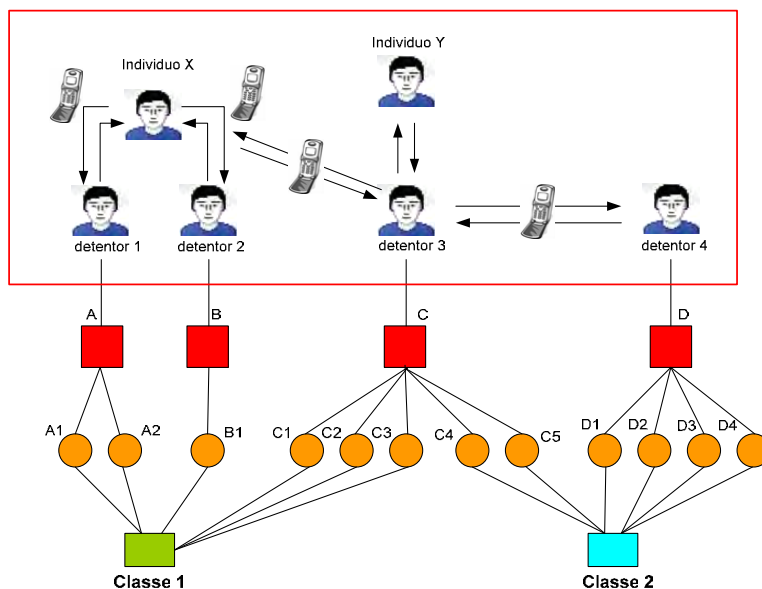 Individuo X
Individuo Y
detentor 1
detentor 2
detentor 3
detentor 4
A
B
C
D
A1
A2
B1
C1
C2
C3
C4
C5
D1
D2
D3
D4
Classe 1
Classe 2